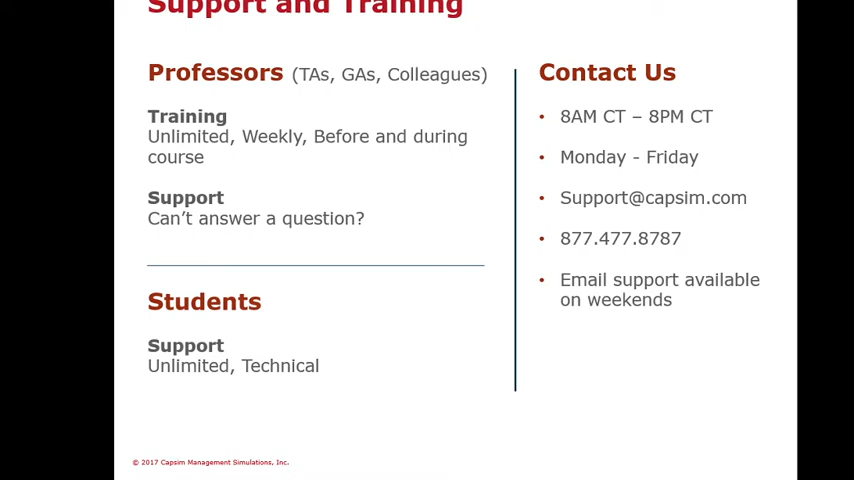 Support and Training
Professors (TAs, GAs, Colleagues)
Training
Unlimited, Weekly, Before and during
course
Support
Can't answer a question?
Students
Support
Unlimited, Technical
Contact Us
• 8AM CT – 8PM CT
• Monday - Friday
• Support@capsim.com
• 877.477.8787
• Email support available
on weekends
© 2017 Capsim Management Simulations, Inc.